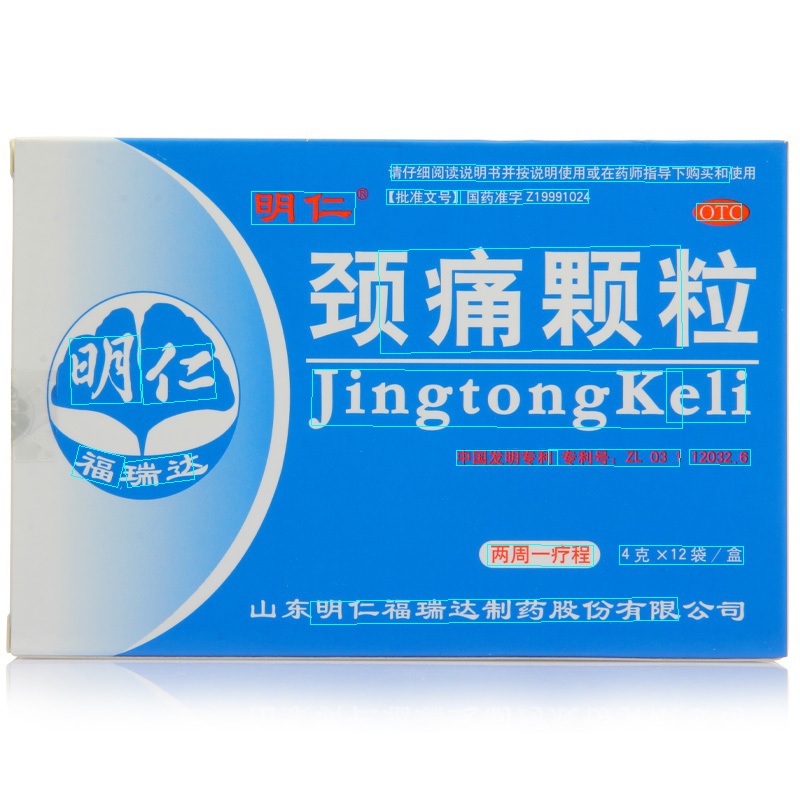 请仔细阅读说明书并按说明使用或在药师指导下购买和使用
【批准文号】国药准字 Z19991024
明仁®
OTC
颈痛颗粒
JingtongKeli
明仁
福瑞达
中国发明专利 专利号：ZL 03 1 12032.6
两周一疗程
4克×12袋／盒
山东明仁福瑞达制药股份有限公司